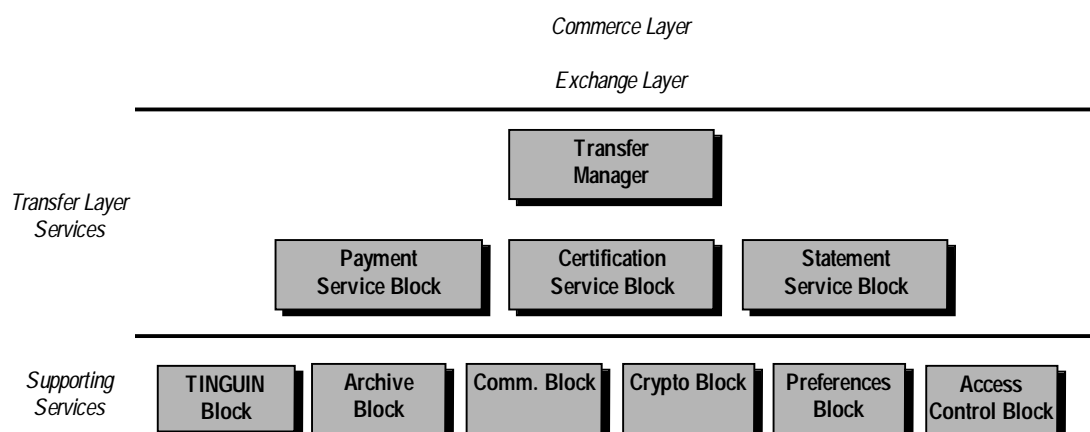 Commerce Layer
Exchange Layer
Transfer
Manager
Transfer Layer
Services
Payment
Service Block
Certification
Service Block
Statement
Service Block
Supporting
Services
TINGUIN
Block
Archive
Block
Comm. Block
Crypto Block
Preferences
Block
Access
Control Block